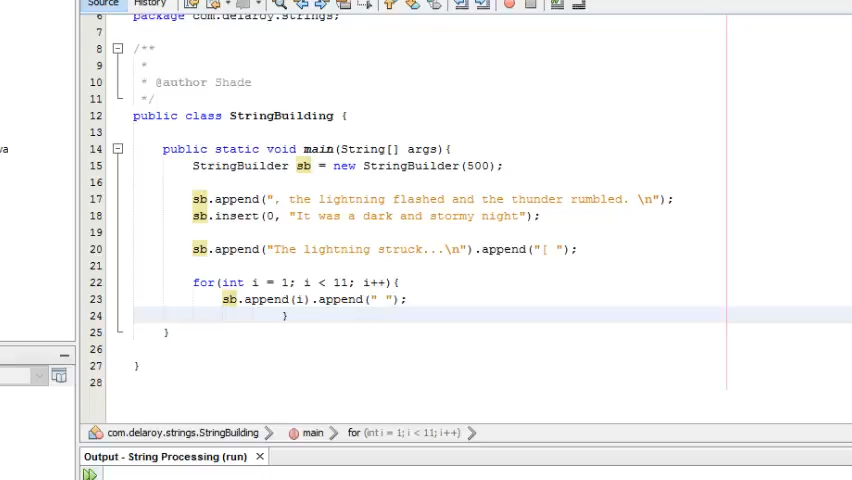 Source History
6 package com.delaroy.strings;
7
8 /**
9 *
10 * @author Shade
11 */
12 public class StringBuilding {
13
14 public static void main(String[] args){
15 StringBuilder sb = new StringBuilder(500);
16
17 sb.append(", the lightning flashed and the thunder rumbled. \n");
18 sb.insert(0, "It was a dark and stormy night");
19
20 sb.append("The lightning struck...\n").append("[ ");
21
22 for(int i = 1; i < 11; i++){
23 sb.append(i).append(" ");
24 }
25 }
26
27 }
28
va
com.delaroy.strings.StringBuilding main for (int i = 1; i < 11; i++)
Output - String Processing (run)